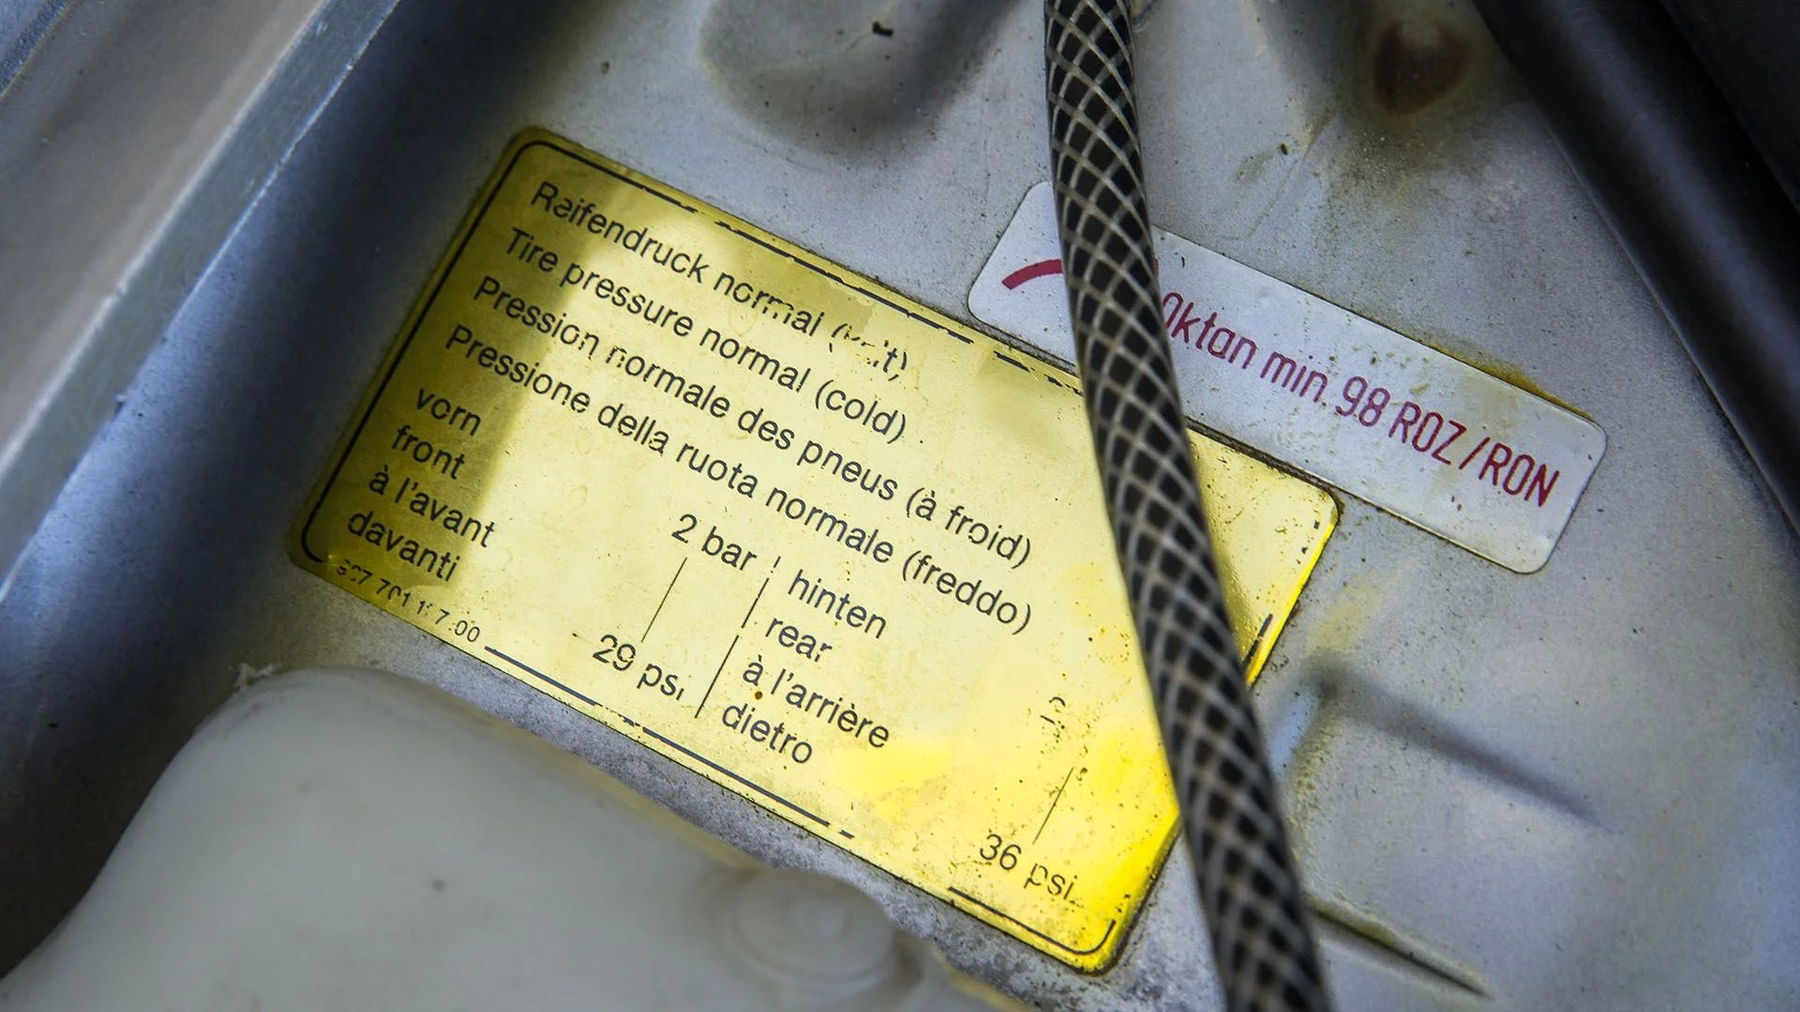 Reifendruck normal
Tire pressure normal (cold)
Pression normale des pneus (à froid)
Pressione della ruota normale (freddo)
vorn
front
à l'avant
davanti
2 bar
29 psi
hinten
rear
à l'arrière
dietro
36 psi
Oktan min. 98 ROZ/RON